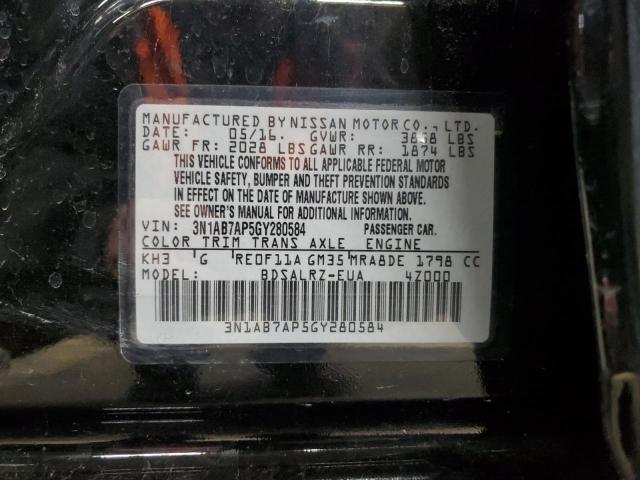 MANUFACTURED BY NISSAN MOTOR CO., LTD.
DATE: 05/16. GVWR: 3858 LBS
GAWR FR: 2028 LBS GAWR RR: 1874 LBS
THIS VEHICLE CONFORMS TO ALL APPLICABLE FEDERAL MOTOR
VEHICLE SAFETY, BUMPER AND THEFT PREVENTION STANDARDS
IN EFFECT ON THE DATE OF MANUFACTURE SHOWN ABOVE.
SEE OWNER'S MANUAL FOR ADDITIONAL INFORMATION.
VIN: 3N1AB7AP5GY280584 PASSENGER CAR.
COLOR TRIM TRANS AXLE ENGINE
KH3 G RE0F11A GM35 MRA8DE 1798 CC
MODEL: BDSALRZ-EUA 4Z000
3N1AB7AP5GY280584